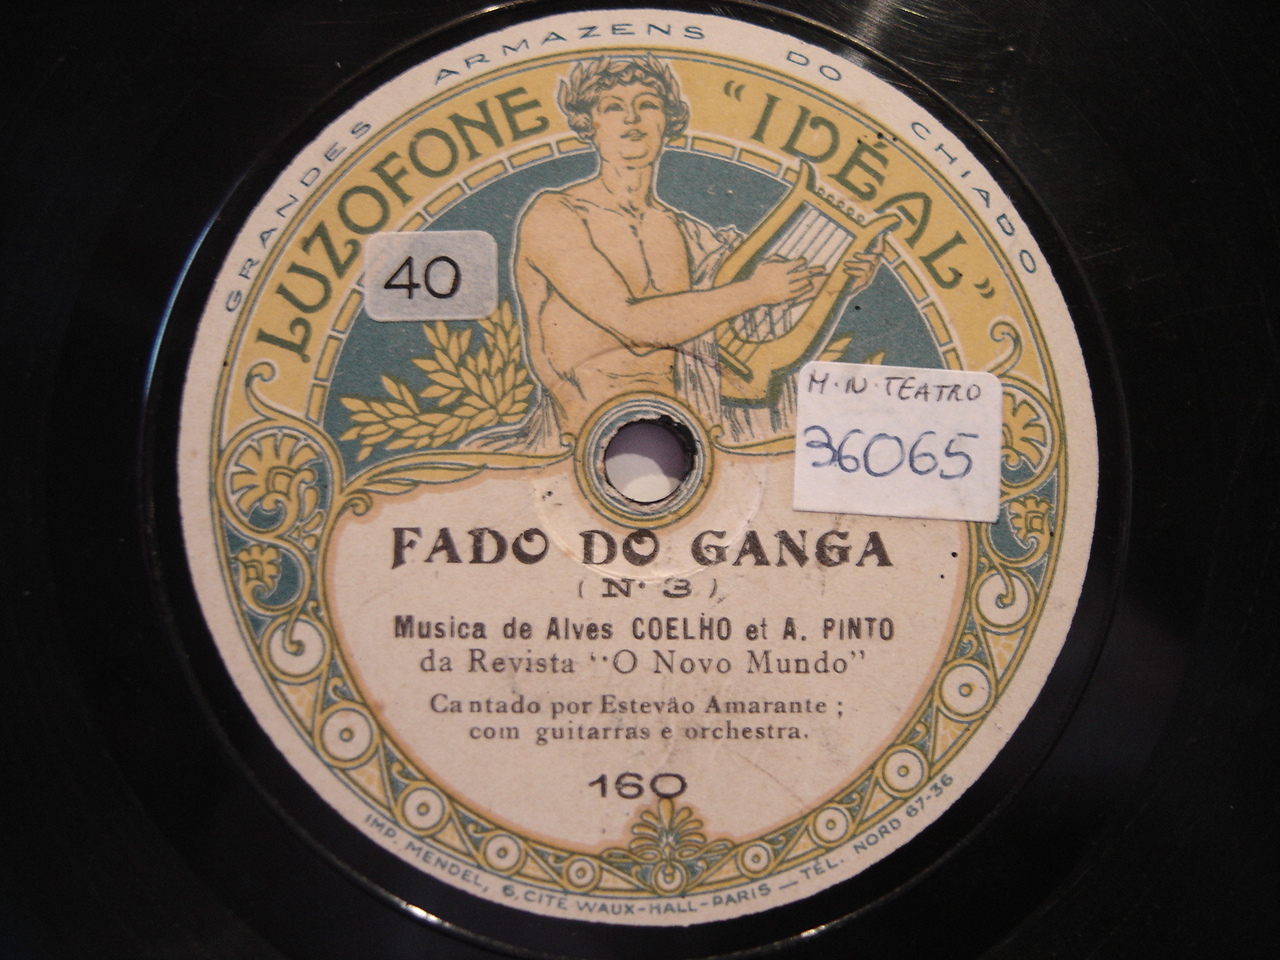 GRANDES ARMAZENS DO CHIADO
LUZOFONE "IDÉAL"
40
M.N. TEATRO
36065
FADO DO GANGA
(N. 3)
Musica de Alves COELHO et A. PINTO
da Revista "O Novo Mundo"
Cantado por Estevão Amarante ;
com guitarras e orchestra.
160
IMP. MENDEL, 6, CITÉ WAUX-HALL-PARIS — TÉL. NORD 67-36